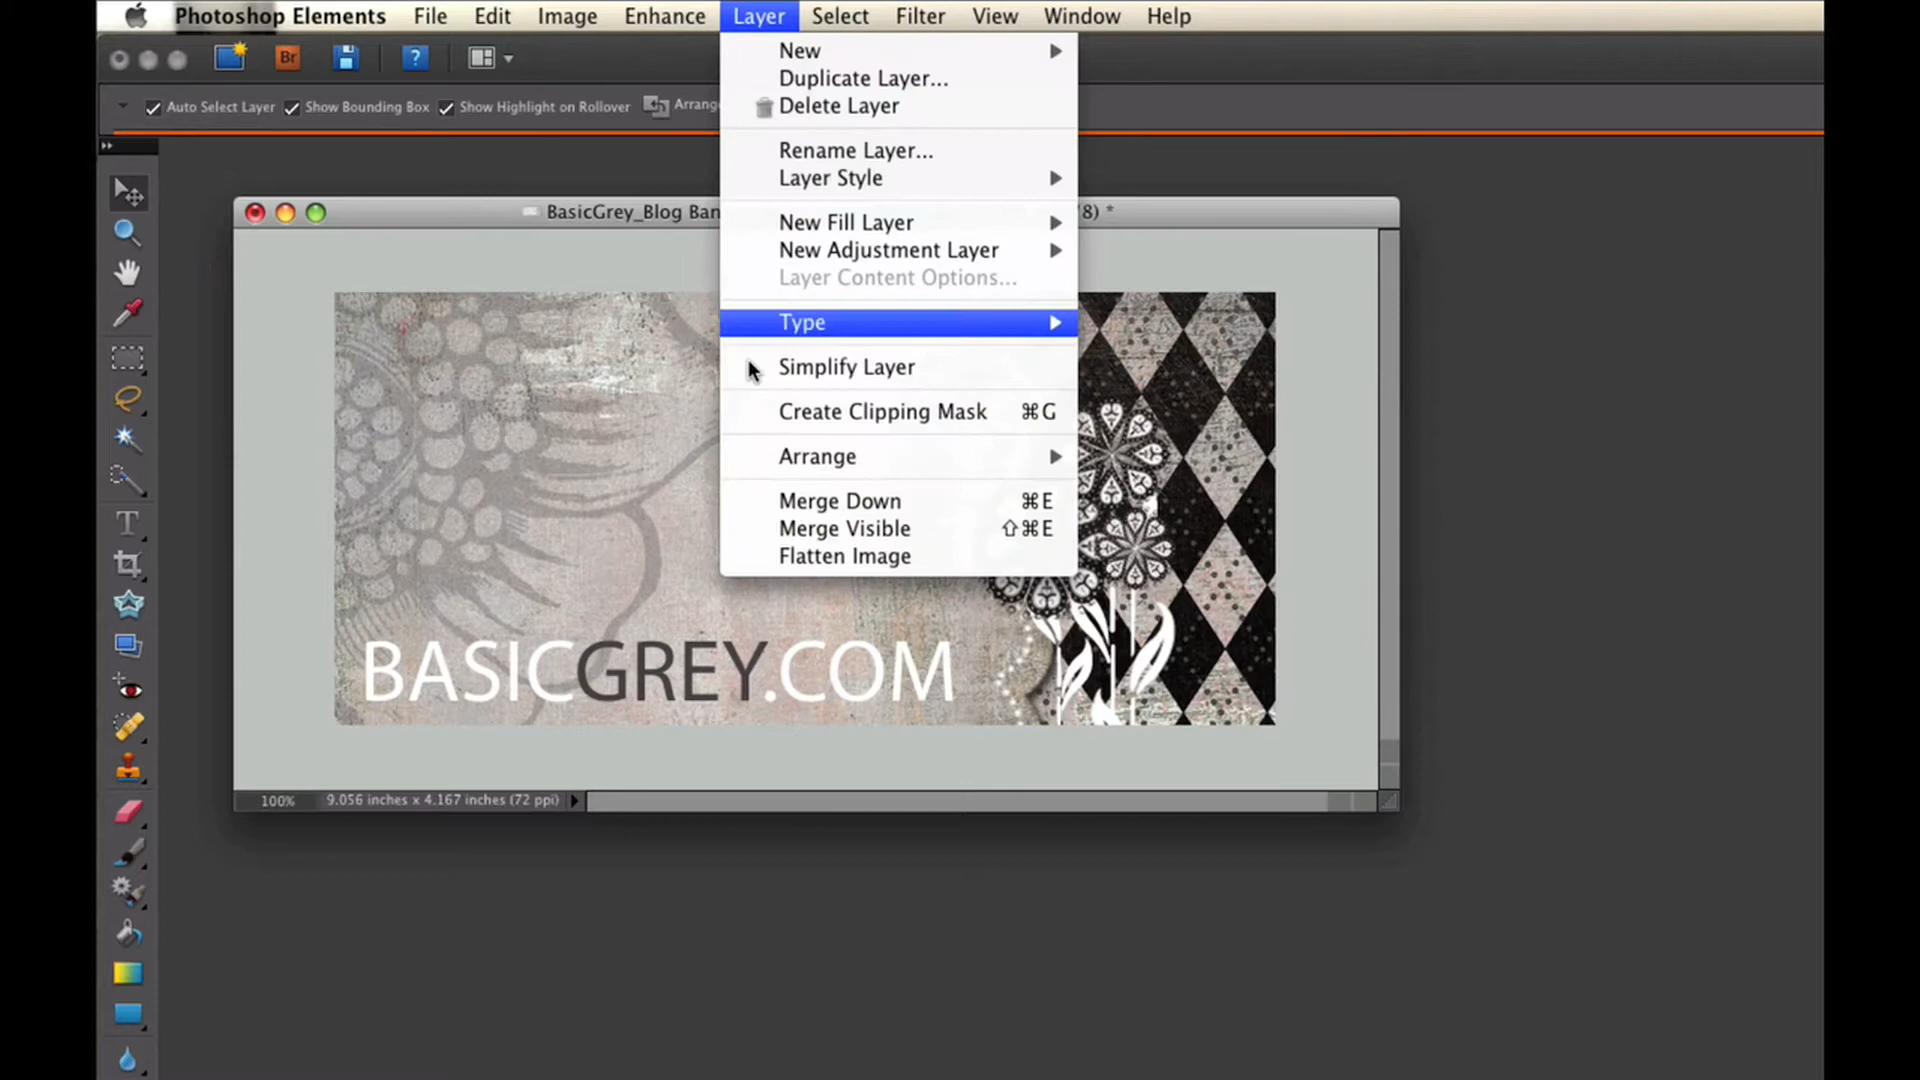 Photoshop Elements File Edit Image Enhance Layer Select Filter View Window Help
Br ?
Auto Select Layer Show Bounding Box Show Highlight on Rollover Arrange
New
Duplicate Layer...
Delete Layer
Rename Layer...
Layer Style
BasicGrey_Blog Ban 8) *
New Fill Layer
New Adjustment Layer
Layer Content Options...
Type
Simplify Layer
Create Clipping Mask ⌘G
Arrange
Merge Down ⌘E
Merge Visible ⇧⌘E
Flatten Image
T
BASICGREY.COM
100% 9.056 inches x 4.167 inches (72 ppi)